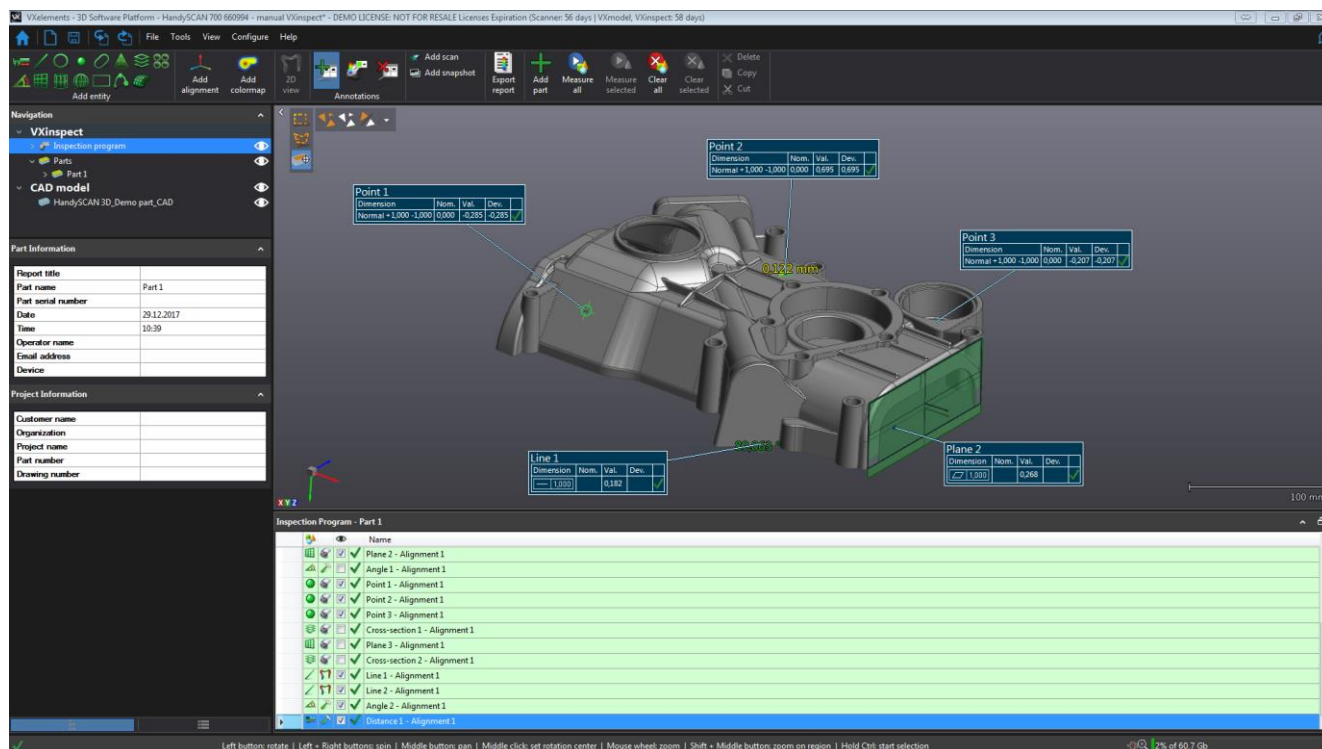 VXelements - 3D Software Platform - HandySCAN 700 660994 - manual VXinspect* - DEMO LICENSE: NOT FOR RESALE Licenses Expiration (Scanner: 56 days | VXmodel, VXinspect: 58 days)
File Tools View Configure Help
Add entity
Add alignment
Add colormap
2D view
Annotations
Add scan
Add snapshot
Export report
Add part
Measure all
Measure selected
Clear all
Clear selected
Delete
Copy
Cut
Navigation
VXinspect
Inspection program
Parts
Part 1
CAD model
HandySCAN 3D_Demo part_CAD
Part Information
Report title
Part name Part 1
Part serial number
Date 29.12.2017
Time 10:39
Operator name
Email address
Device
Project Information
Customer name
Organization
Project name
Part number
Drawing number
Point 1
Dimension Nom. Val. Dev.
Normal +1,000 -1,000 0,000 -0,285 -0,285
Point 2
Dimension Nom. Val. Dev.
Normal +1,000 -1,000 0,000 0,695 0,695
Point 3
Dimension Nom. Val. Dev.
Normal +1,000 -1,000 0,000 -0,207 -0,207
0,122 mm
Line 1
Dimension Nom. Val. Dev.
1,000 0,182
Plane 2
Dimension Nom. Val. Dev.
1,000 0,268
X Y Z
100 mm
Inspection Program - Part 1
Name
Plane 2 - Alignment 1
Angle 1 - Alignment 1
Point 1 - Alignment 1
Point 2 - Alignment 1
Point 3 - Alignment 1
Cross-section 1 - Alignment 1
Plane 3 - Alignment 1
Cross-section 2 - Alignment 1
Line 1 - Alignment 1
Line 2 - Alignment 1
Angle 2 - Alignment 1
Distance 1 - Alignment 1
Left button: rotate | Left + Right buttons: spin | Middle button: pan | Middle click: set rotation center | Mouse wheel: zoom | Shift + Middle button: zoom on region | Hold Ctrl: start selection
2% of 60.7 Gb